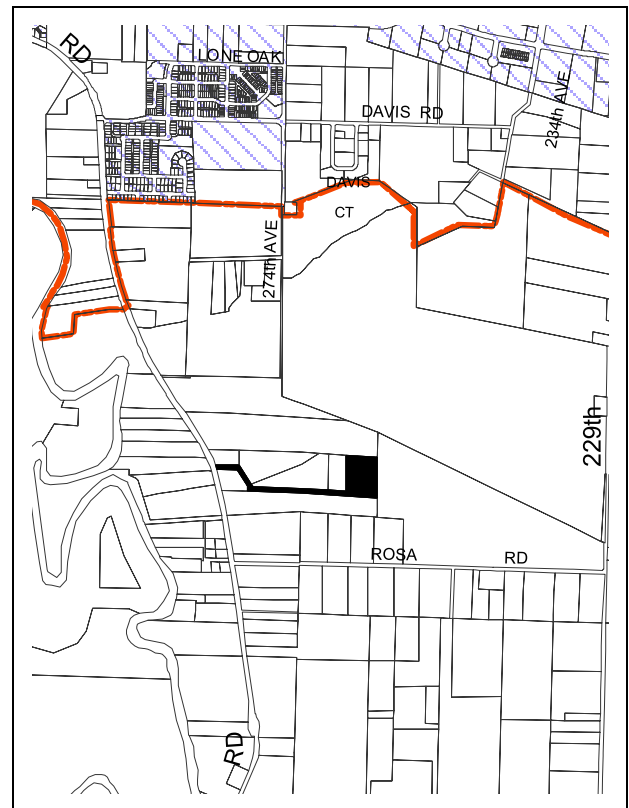 RD
LONE OAK
DAVIS RD
234th AVE
DAVIS
CT
274th AVE
229th
ROSA RD
RD